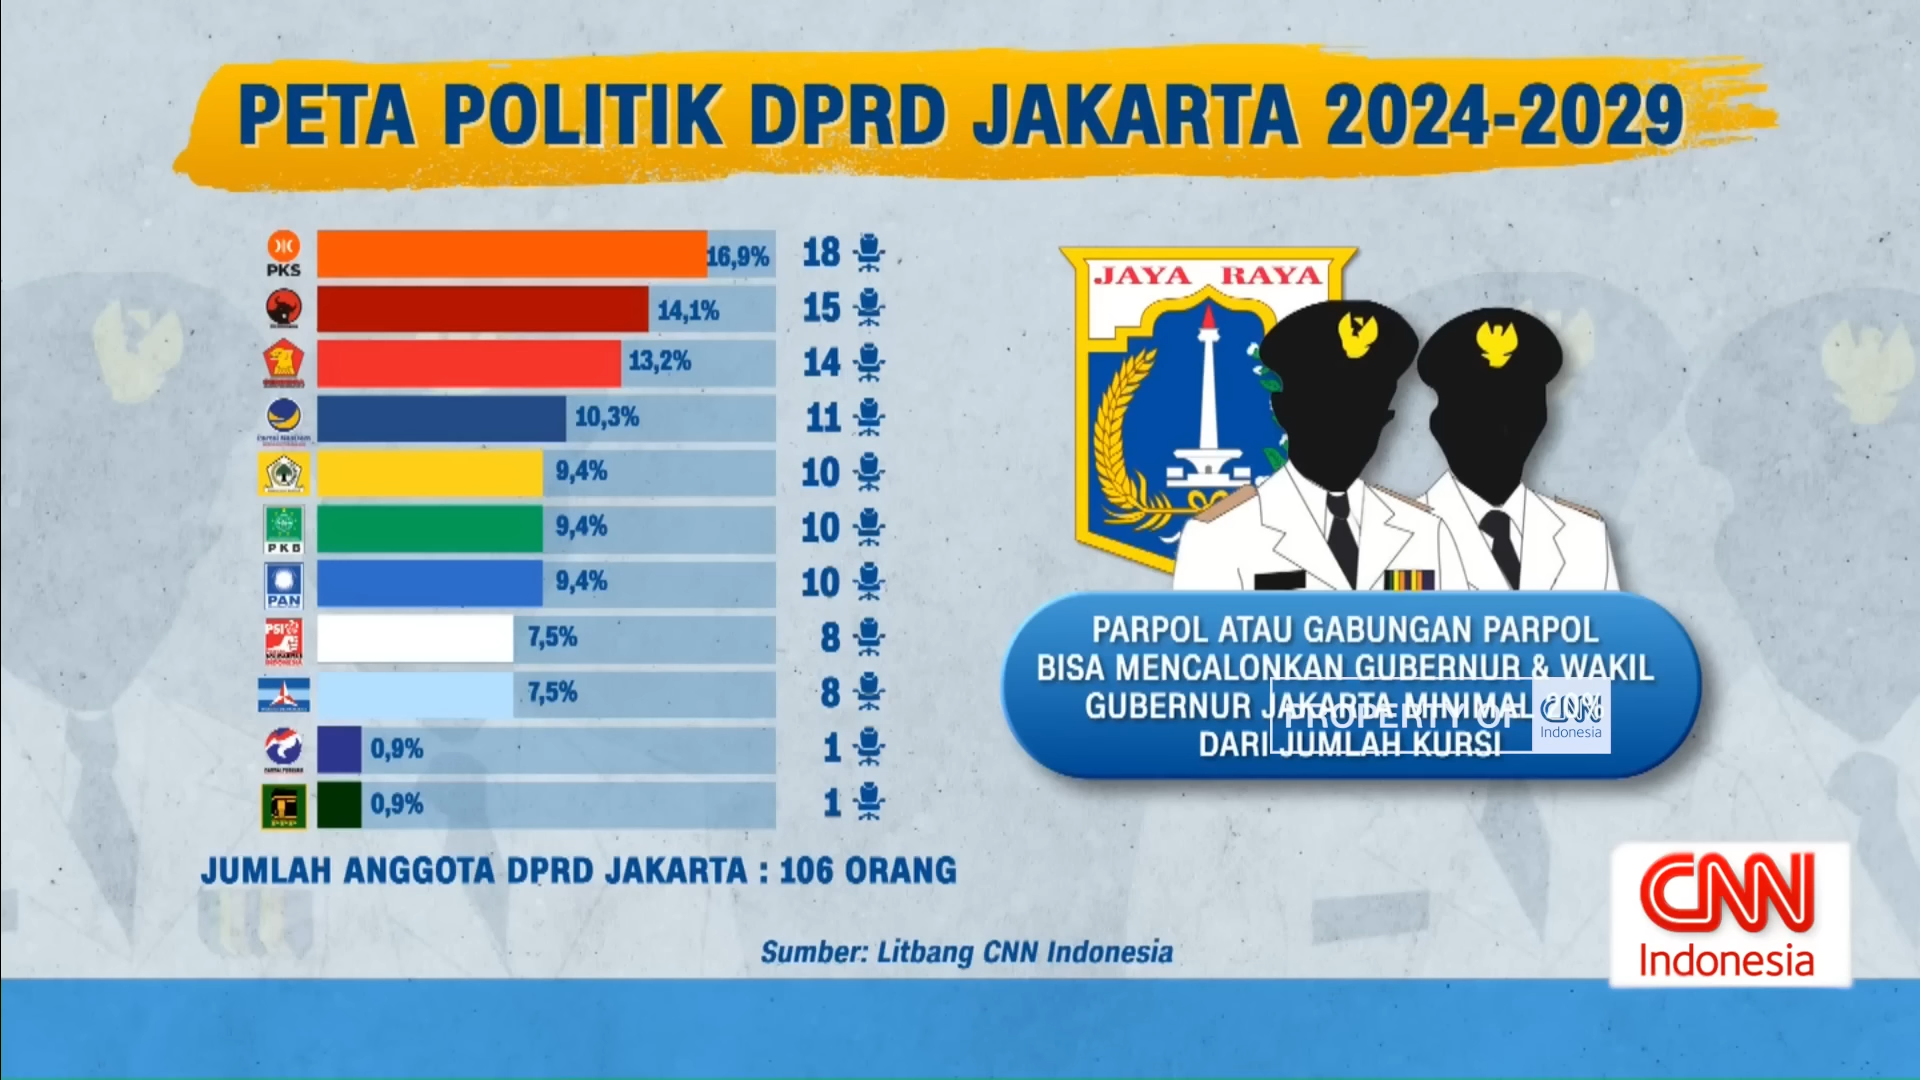 PETA POLITIK DPRD JAKARTA 2024-2029
PKS 16,9% 18
14,1% 15
13,2% 14
10,3% 11
9,4% 10
PKB 9,4% 10
PAN 9,4% 10
PSI 7,5% 8
7,5% 8
0,9% 1
0,9% 1
JUMLAH ANGGOTA DPRD JAKARTA : 106 ORANG
JAYA RAYA
PARPOL ATAU GABUNGAN PARPOL
BISA MENCALONKAN GUBERNUR & WAKIL
GUBERNUR JAKARTA MINIMAL 20%
DARI JUMLAH KURSI
PROPERTY OF CNN Indonesia
Sumber: Litbang CNN Indonesia
CNN
Indonesia